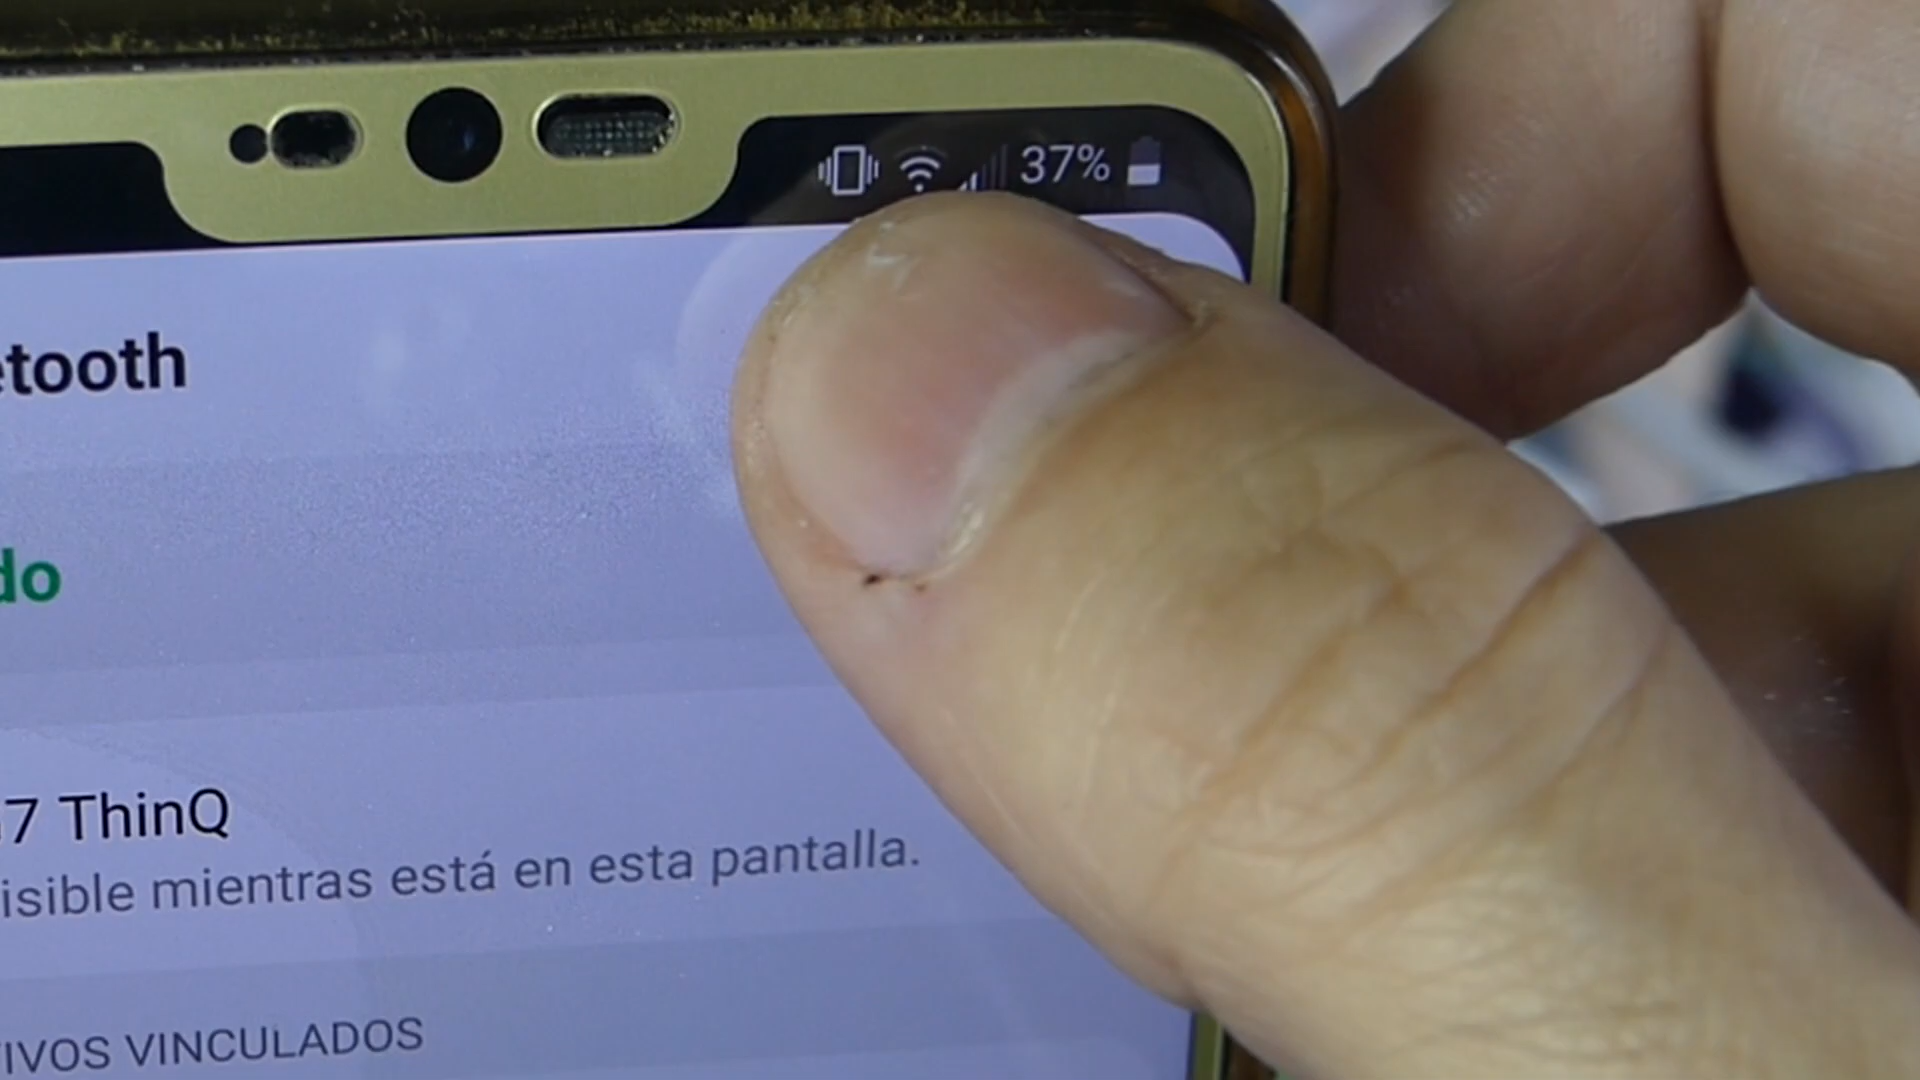 37%
etooth
do
7 ThinQ
isible mientras está en esta pantalla.
IVOS VINCULADOS